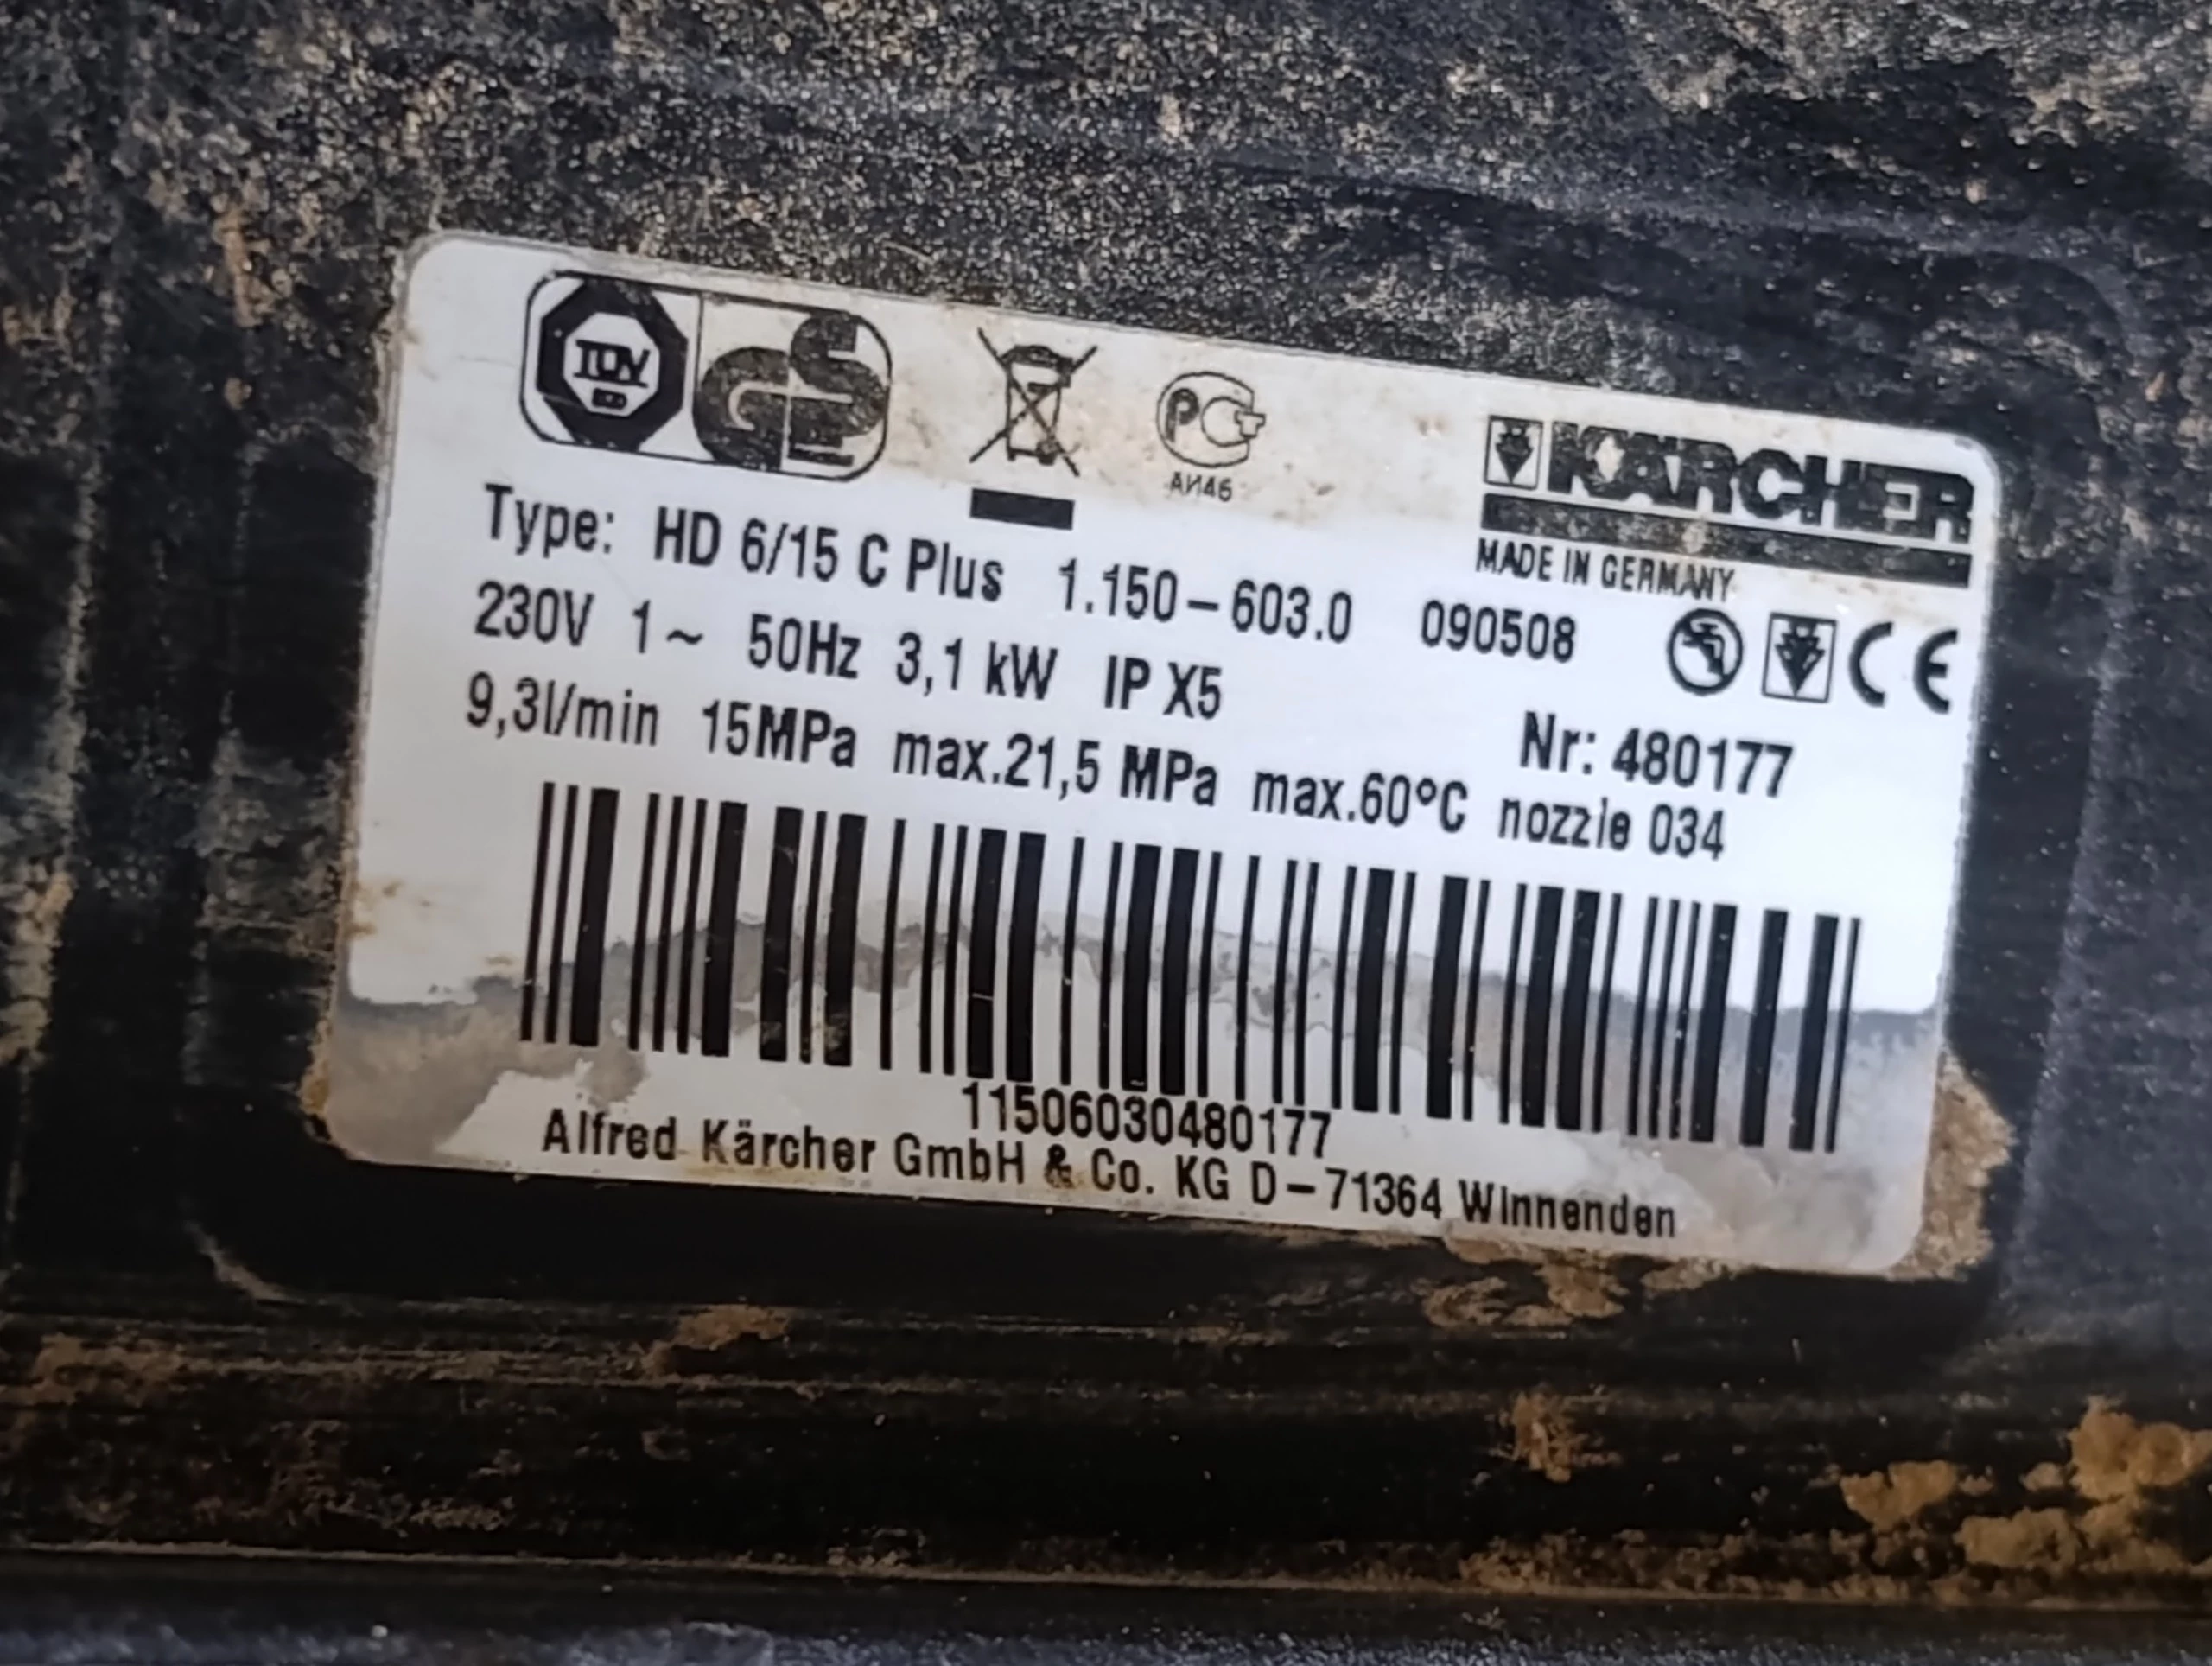 TÜV GS PC АИ46 KÄRCHER
MADE IN GERMANY
Type: HD 6/15 C Plus 1.150-603.0 090508 CE
230V 1~ 50Hz 3,1 kW IP X5 Nr: 480177
9,3l/min 15MPa max.21,5 MPa max.60°C nozzle 034
11506030480177
Alfred Kärcher GmbH & Co. KG D-71364 Winnenden